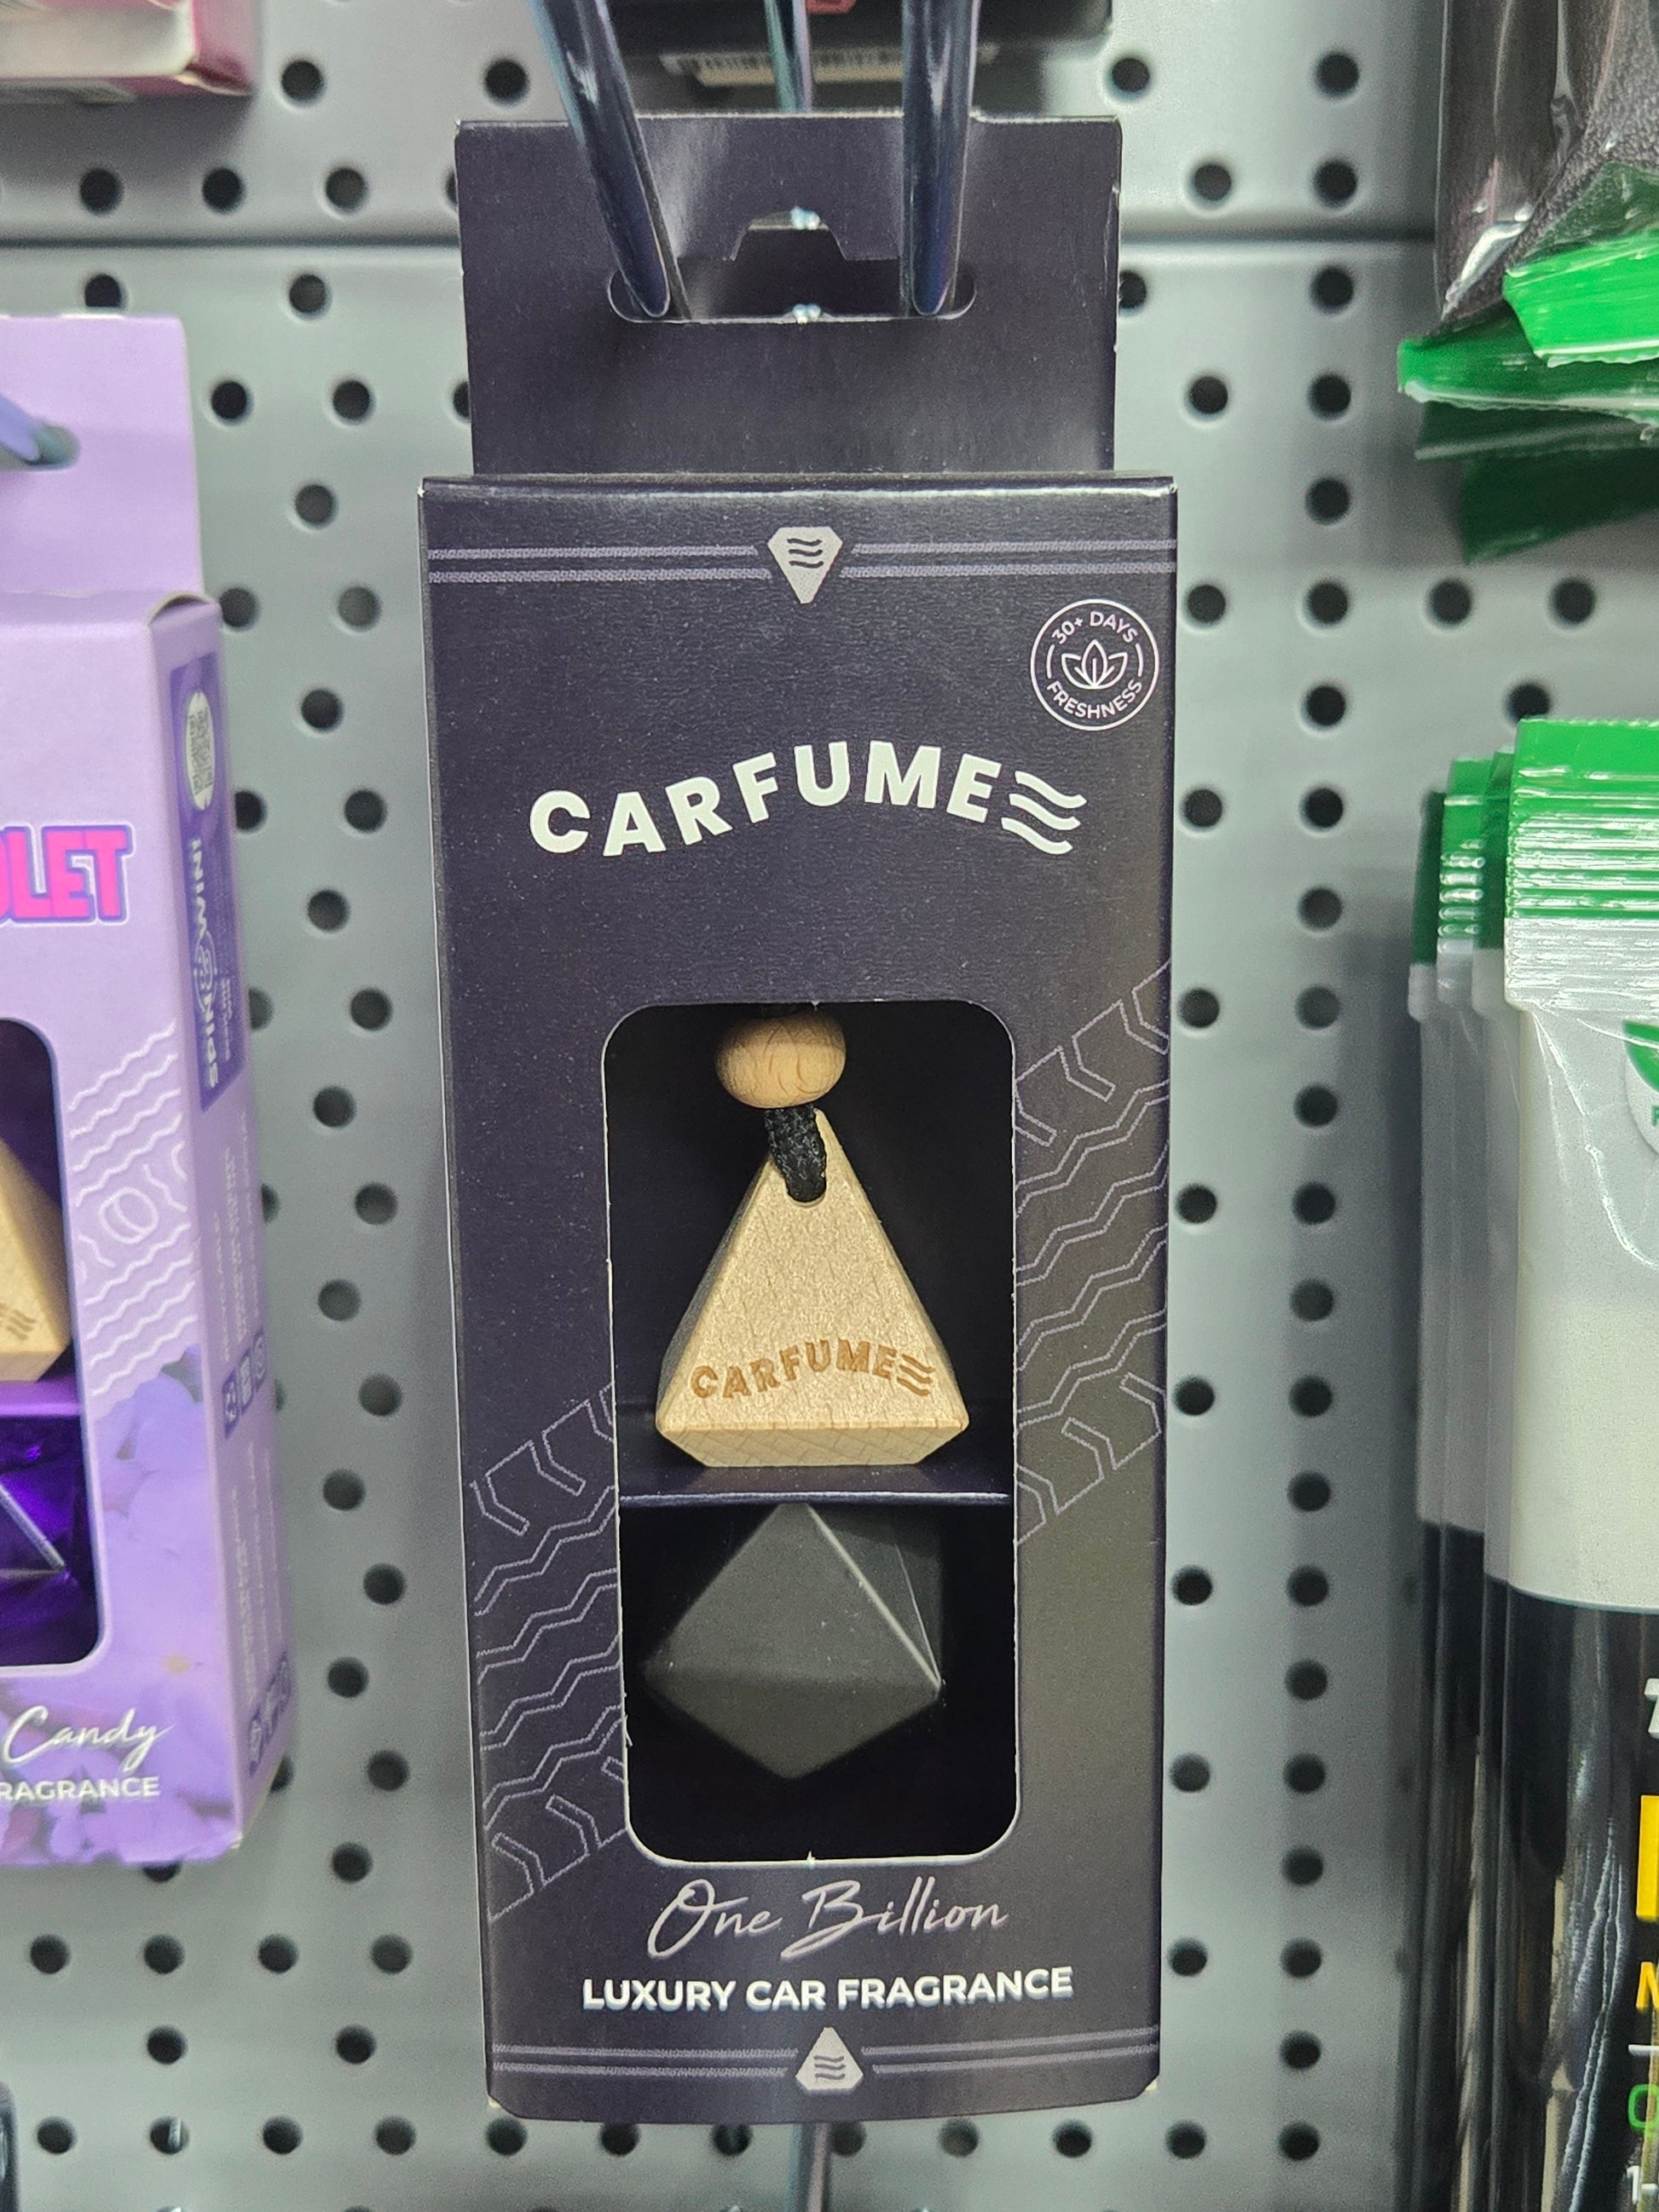 30+ DAYS
FRESHNESS
CARFUME
CARFUME
One Billion
LUXURY CAR FRAGRANCE
OLET
SPIN & WIN!
Candy
RAGRANCE